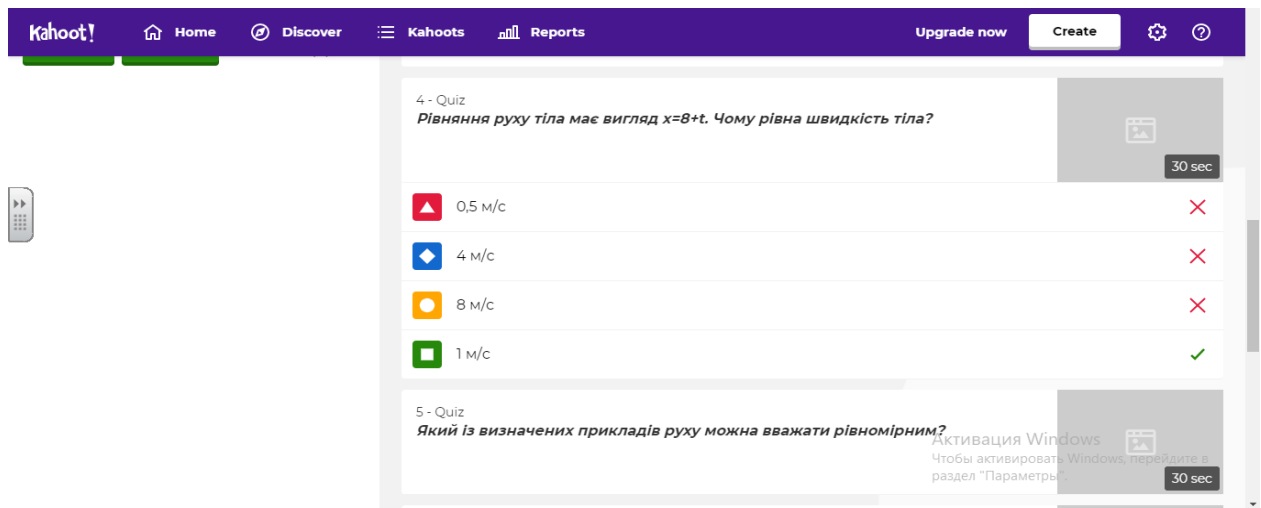 Kahoot! Home Discover Kahoots Reports Upgrade now Create
4 - Quiz
Рівняння руху тіла має вигляд x=8+t. Чому рівна швидкість тіла?
30 sec
0,5 м/с
4 м/с
8 м/с
1 м/с
5 - Quiz
Який із визначених прикладів руху можна вважати рівномірним?
Активация Windows
Чтобы активировать Windows, перейдите в
раздел "Параметры".
30 sec